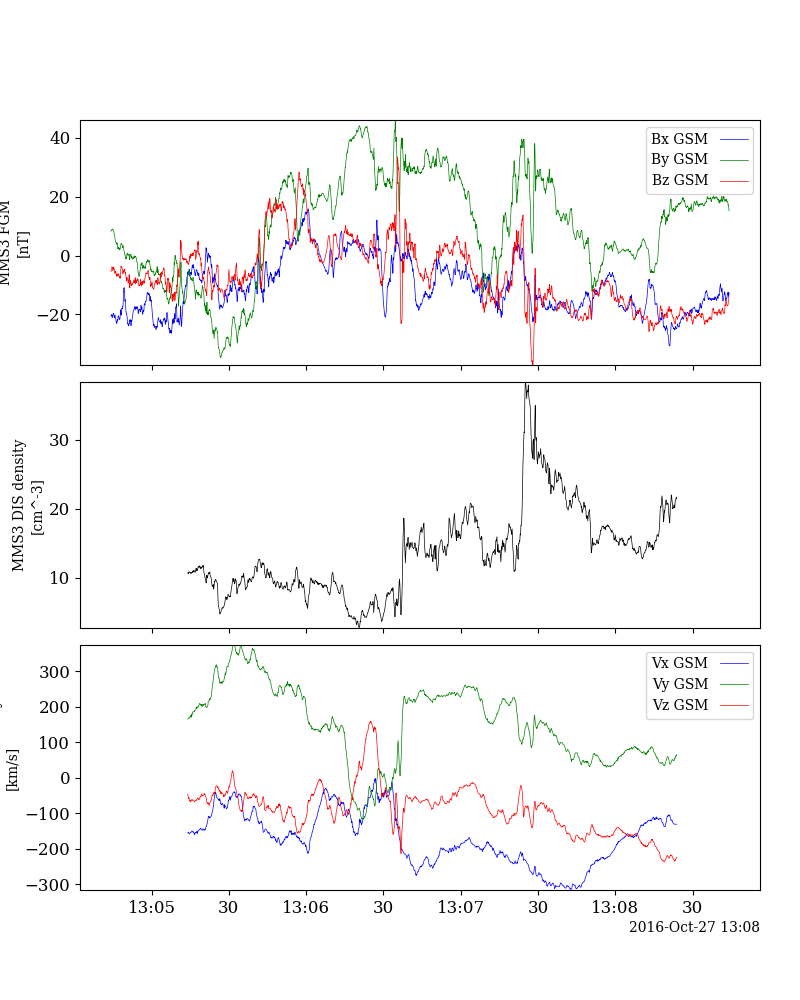 40
20
0
−20
MMS3 FGM
[nT]
Bx GSM
By GSM
Bz GSM
30
20
10
MMS3 DIS density
[cm^-3]
300
200
100
0
−100
−200
−300
[km/s]
Vx GSM
Vy GSM
Vz GSM
13:05 30 13:06 30 13:07 30 13:08 30
2016-Oct-27 13:08